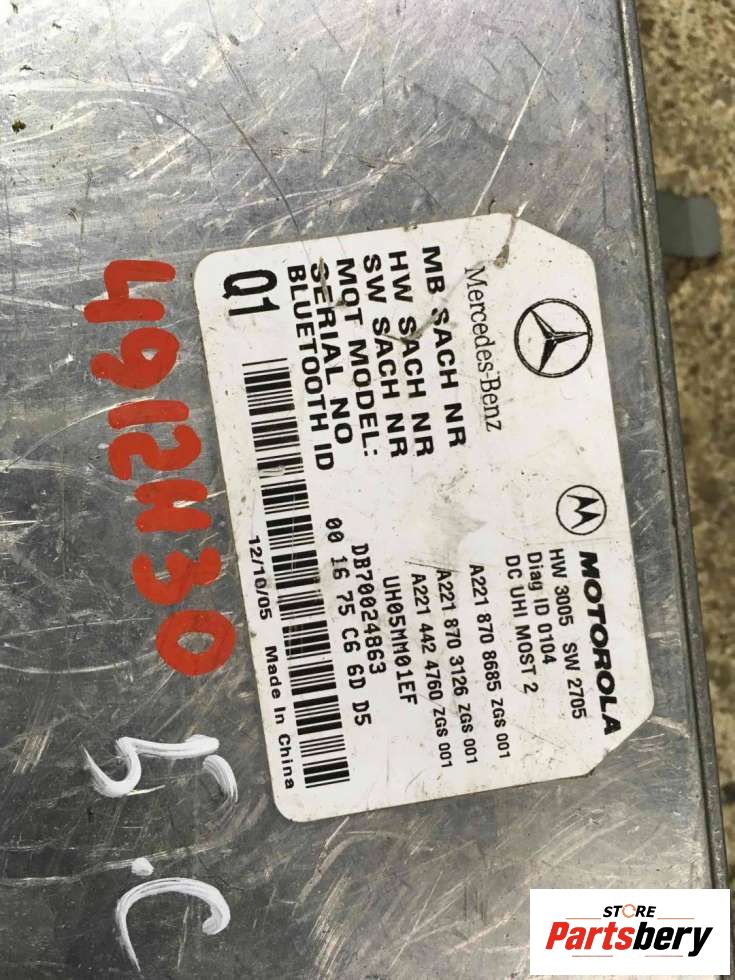 Mercedes-Benz
MOTOROLA
HW 3005 SW 2705
Diag ID 0104
DC UHI MOST 2
MB SACH NR A221 870 8685 ZGS 001
HW SACH NR A221 870 3126 ZGS 001
SW SACH NR A221 442 4760 ZGS 001
MOT MODEL: UH05MM01EF
SERIAL NO DB70024863
BLUETOOTH ID 00 16 75 C6 6D D5
Q1
12/10/05 Made In China
4912430
5.C
STORE
Partsbery